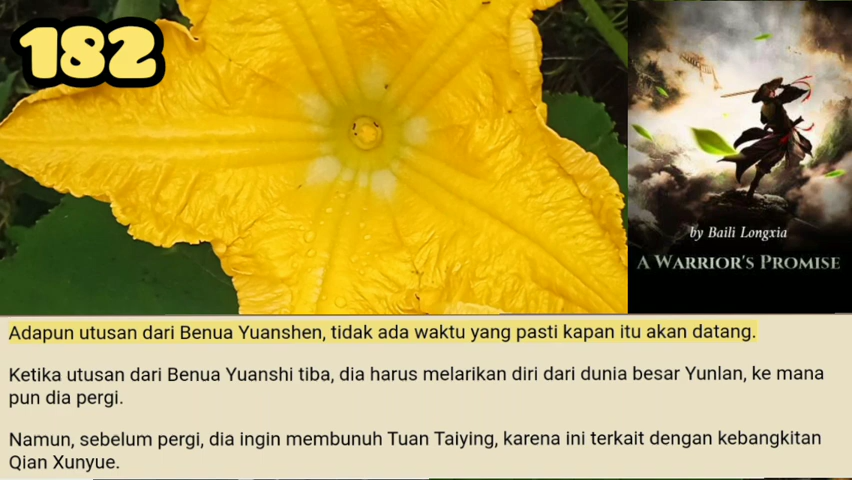 182
by Baili Longxia
A WARRIOR'S PROMISE
Adapun utusan dari Benua Yuanshen, tidak ada waktu yang pasti kapan itu akan datang.
Ketika utusan dari Benua Yuanshi tiba, dia harus melarikan diri dari dunia besar Yunlan, ke mana
pun dia pergi.
Namun, sebelum pergi, dia ingin membunuh Tuan Taiying, karena ini terkait dengan kebangkitan
Qian Xunyue.